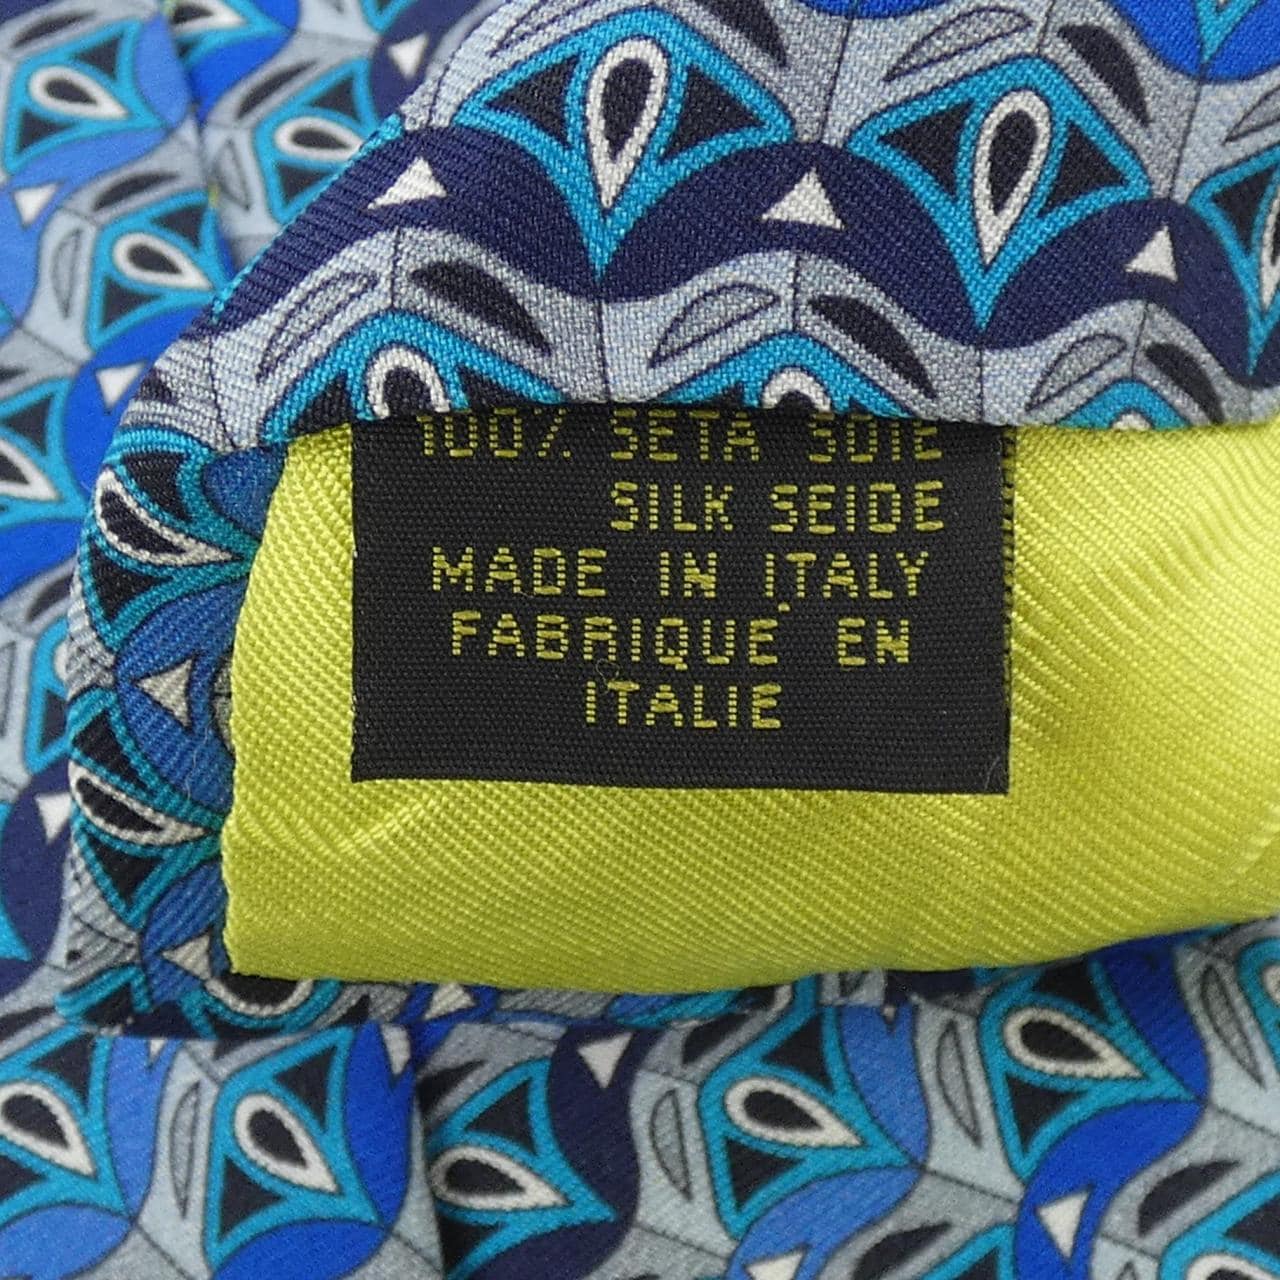 100% SETA SOIE
SILK SEIDE
MADE IN ITALY
FABRIQUE EN
ITALIE